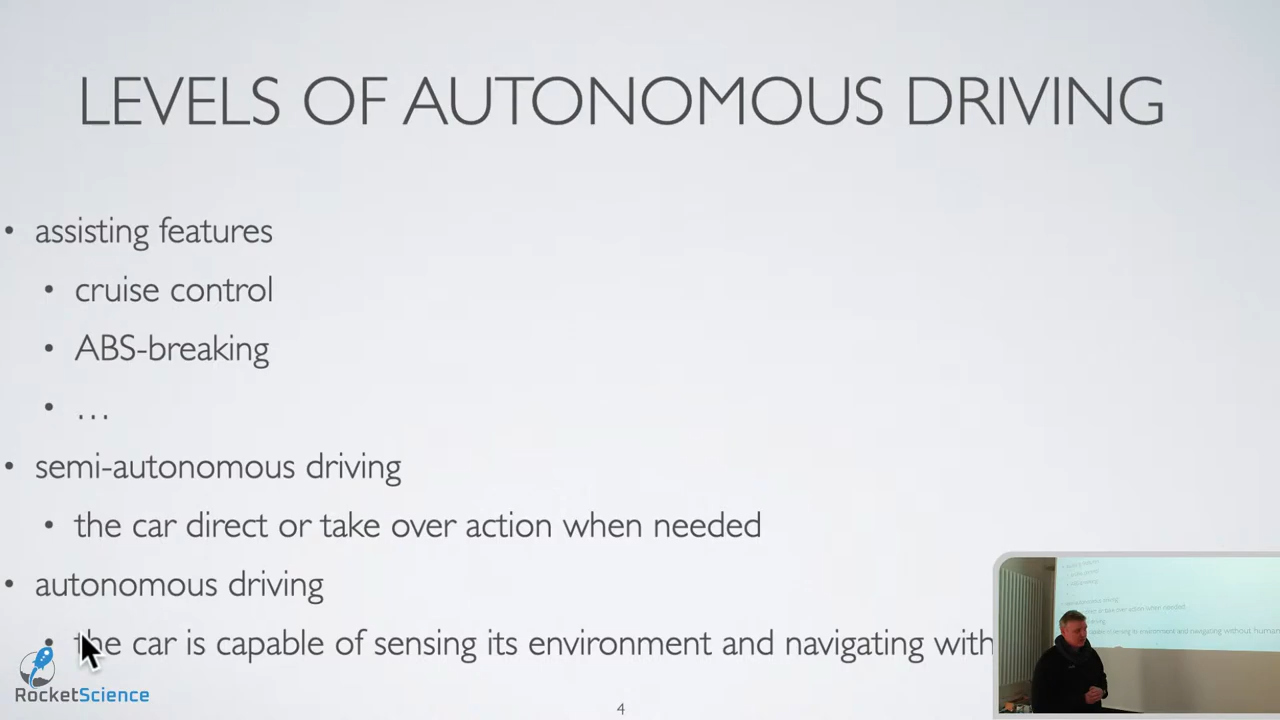 LEVELS OF AUTONOMOUS DRIVING
• assisting features
• cruise control
• ABS-breaking
• …
• semi-autonomous driving
• the car direct or take over action when needed
• autonomous driving
• the car is capable of sensing its environment and navigating with
RocketScience
4